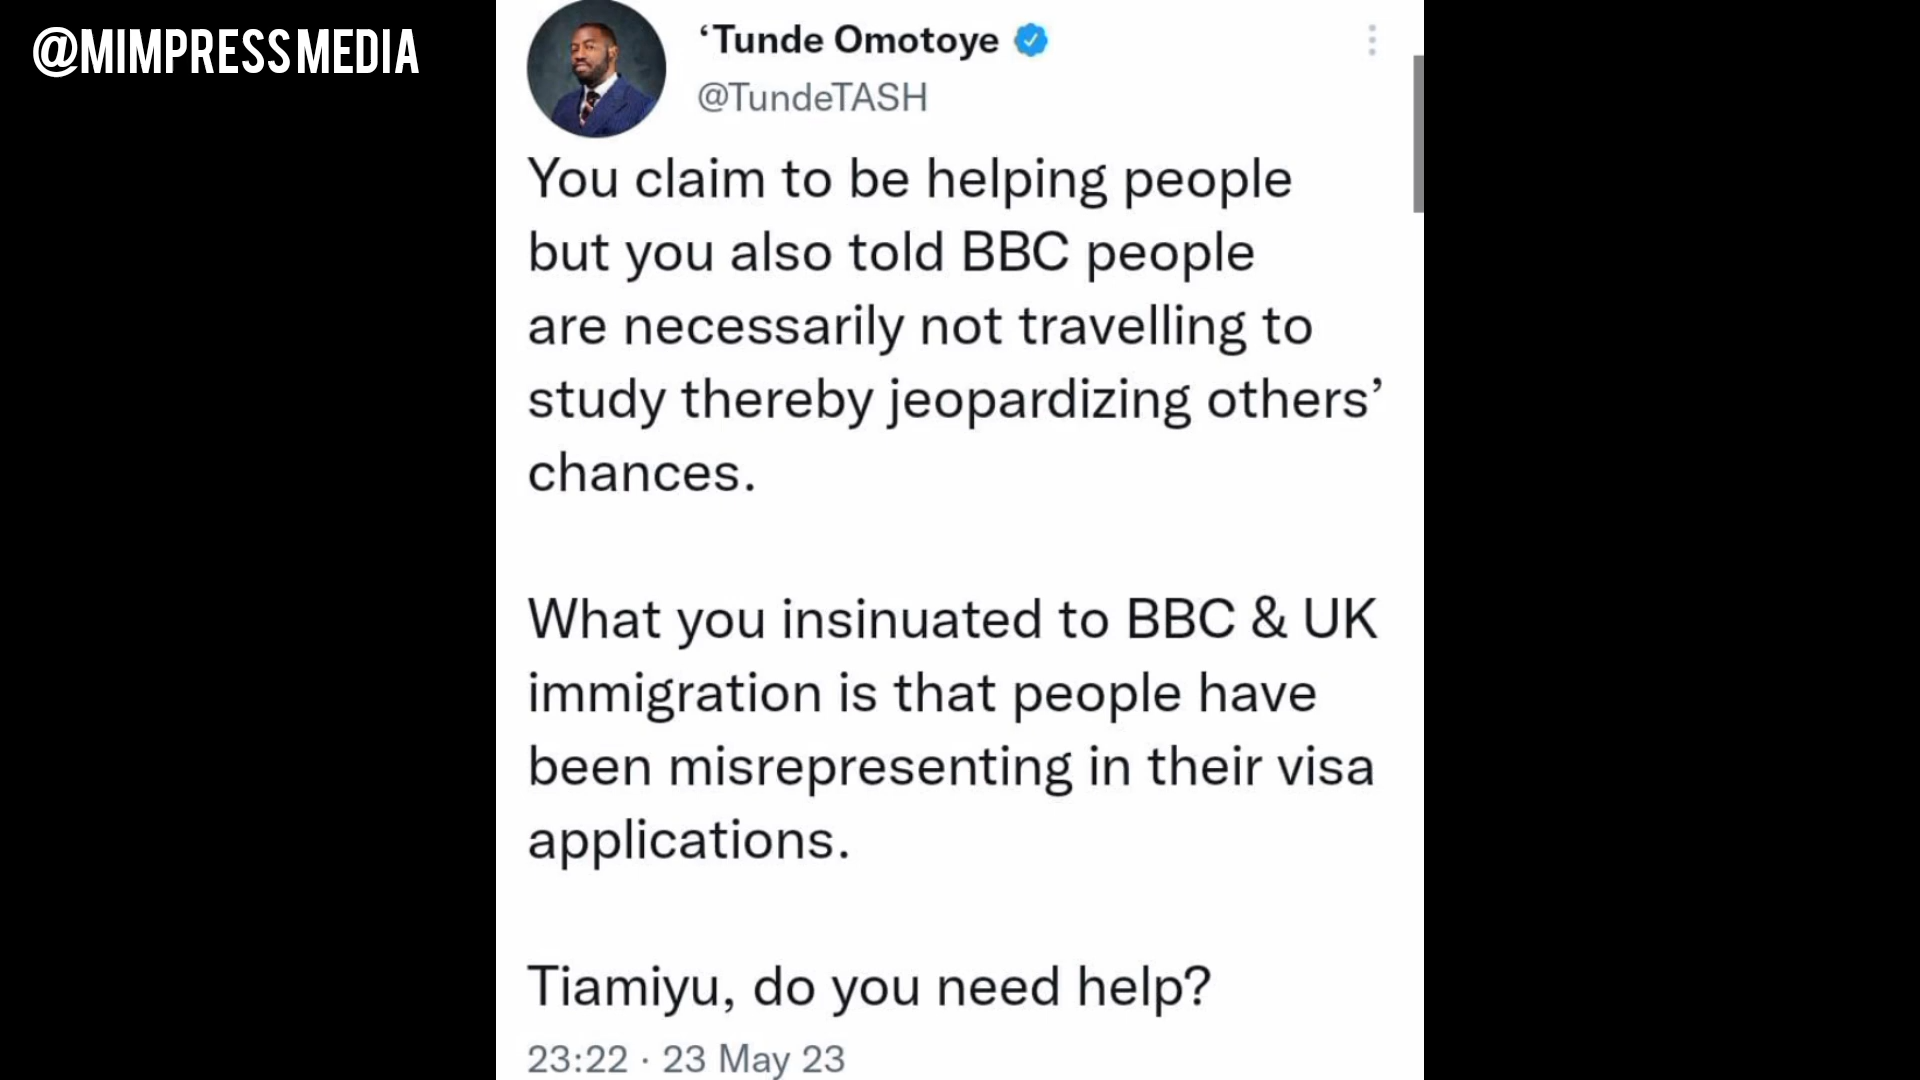 @MIMPRESSMEDIA
‘Tunde Omotoye
@TundeTASH
You claim to be helping people
but you also told BBC people
are necessarily not travelling to
study thereby jeopardizing others’
chances.
What you insinuated to BBC & UK
immigration is that people have
been misrepresenting in their visa
applications.
Tiamiyu, do you need help?
23:22 · 23 May 23